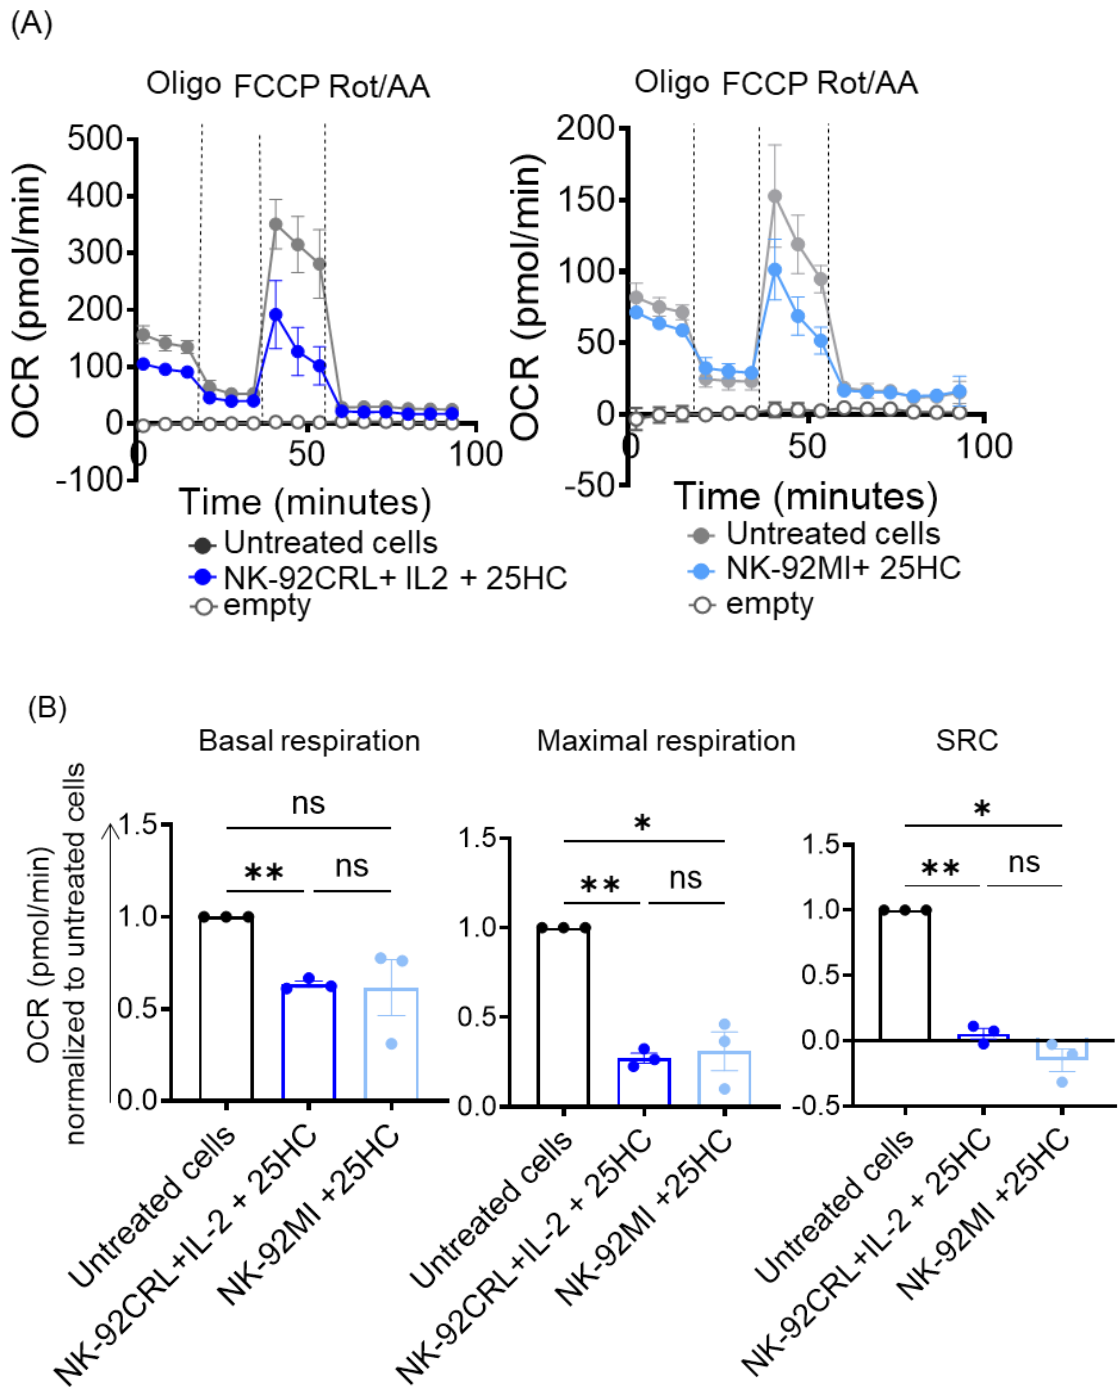 (A)
Oligo FCCP Rot/AA
500
400
300
200
100
0
-100
0
50
100
OCR (pmol/min)
Time (minutes)
Untreated cells
NK-92CRL+ IL2 + 25HC
empty
Oligo FCCP Rot/AA
200
150
100
50
0
-50
0
50
100
OCR (pmol/min)
Time (minutes)
Untreated cells
NK-92MI+ 25HC
empty
(B)
OCR (pmol/min)
normalized to untreated cells
Basal respiration
ns
** ns
1.5
1.0
0.5
0.0
Untreated cells
NK-92CRL+IL-2 + 25HC
NK-92MI +25HC
Maximal respiration
*
** ns
1.5
1.0
0.5
0.0
Untreated cells
NK-92CRL+IL-2 + 25HC
NK-92MI +25HC
SRC
*
** ns
1.5
1.0
0.5
0.0
-0.5
Untreated cells
NK-92CRL+IL-2 + 25HC
NK-92MI +25HC